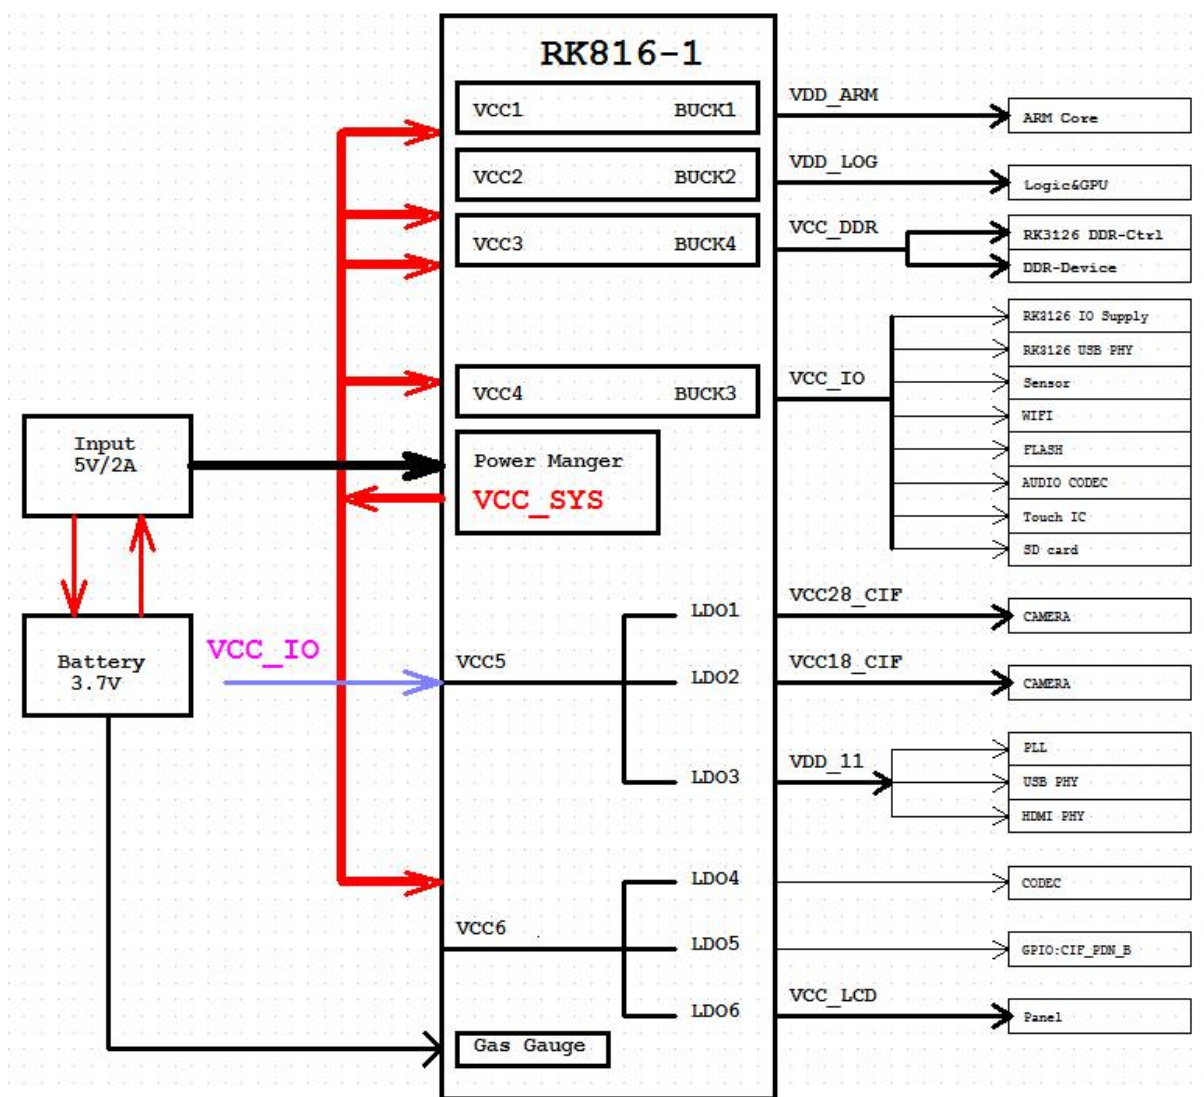 RK816-1
VCC1 BUCK1
VDD_ARM
ARM Core
VCC2 BUCK2
VDD_LOG
Logic&GPU
VCC3 BUCK4
VCC_DDR
RK3126 DDR-Ctrl
DDR-Device
VCC4 BUCK3
VCC_IO
RK3126 IO Supply
RK3126 USB PHY
Sensor
WIFI
FLASH
AUDIO CODEC
Touch IC
SD card
Input
5V/2A
Power Manger
VCC_SYS
Battery
3.7V
VCC_IO
VCC5
LDO1
VCC28_CIF
CAMERA
LDO2
VCC18_CIF
CAMERA
LDO3
VDD_11
PLL
USB PHY
HDMI PHY
VCC6
LDO4
CODEC
LDO5
GPIO:CIF_PDN_B
LDO6
VCC_LCD
Panel
Gas Gauge